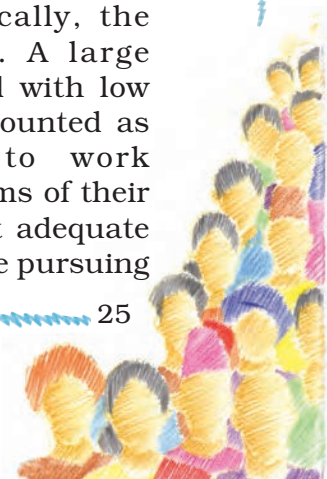 cally, the
. A large
l with low
ounted as
to work
ms of their
t adequate
e pursuing
25